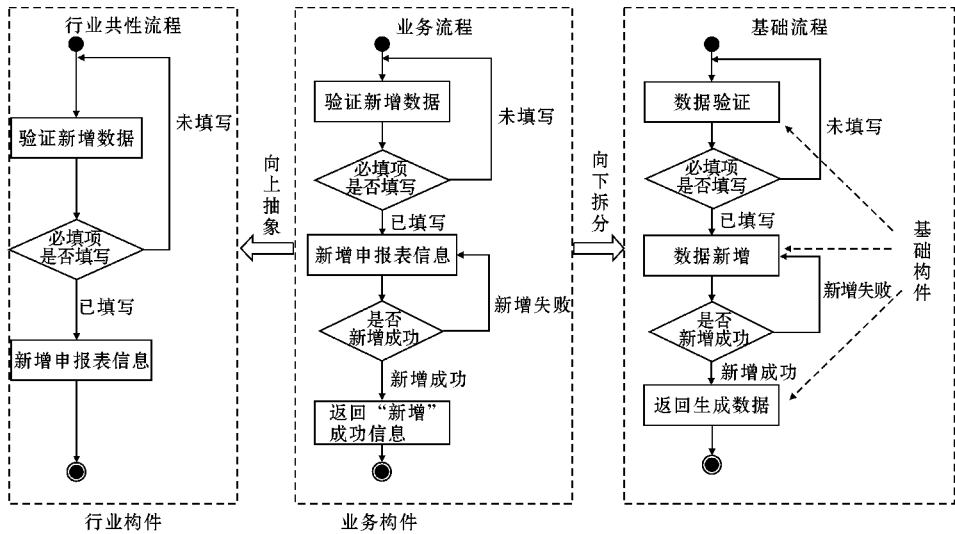 行业共性流程
验证新增数据
未填写
必填项
是否填写
已填写
新增申报表信息
行业构件
向上抽象
业务流程
验证新增数据
未填写
必填项
是否填写
已填写
新增申报表信息
新增失败
是否
新增成功
新增成功
返回“新增”
成功信息
业务构件
向下拆分
基础流程
数据验证
未填写
必填项
是否填写
已填写
数据新增
新增失败
是否
新增成功
新增成功
返回生成数据
基础构件